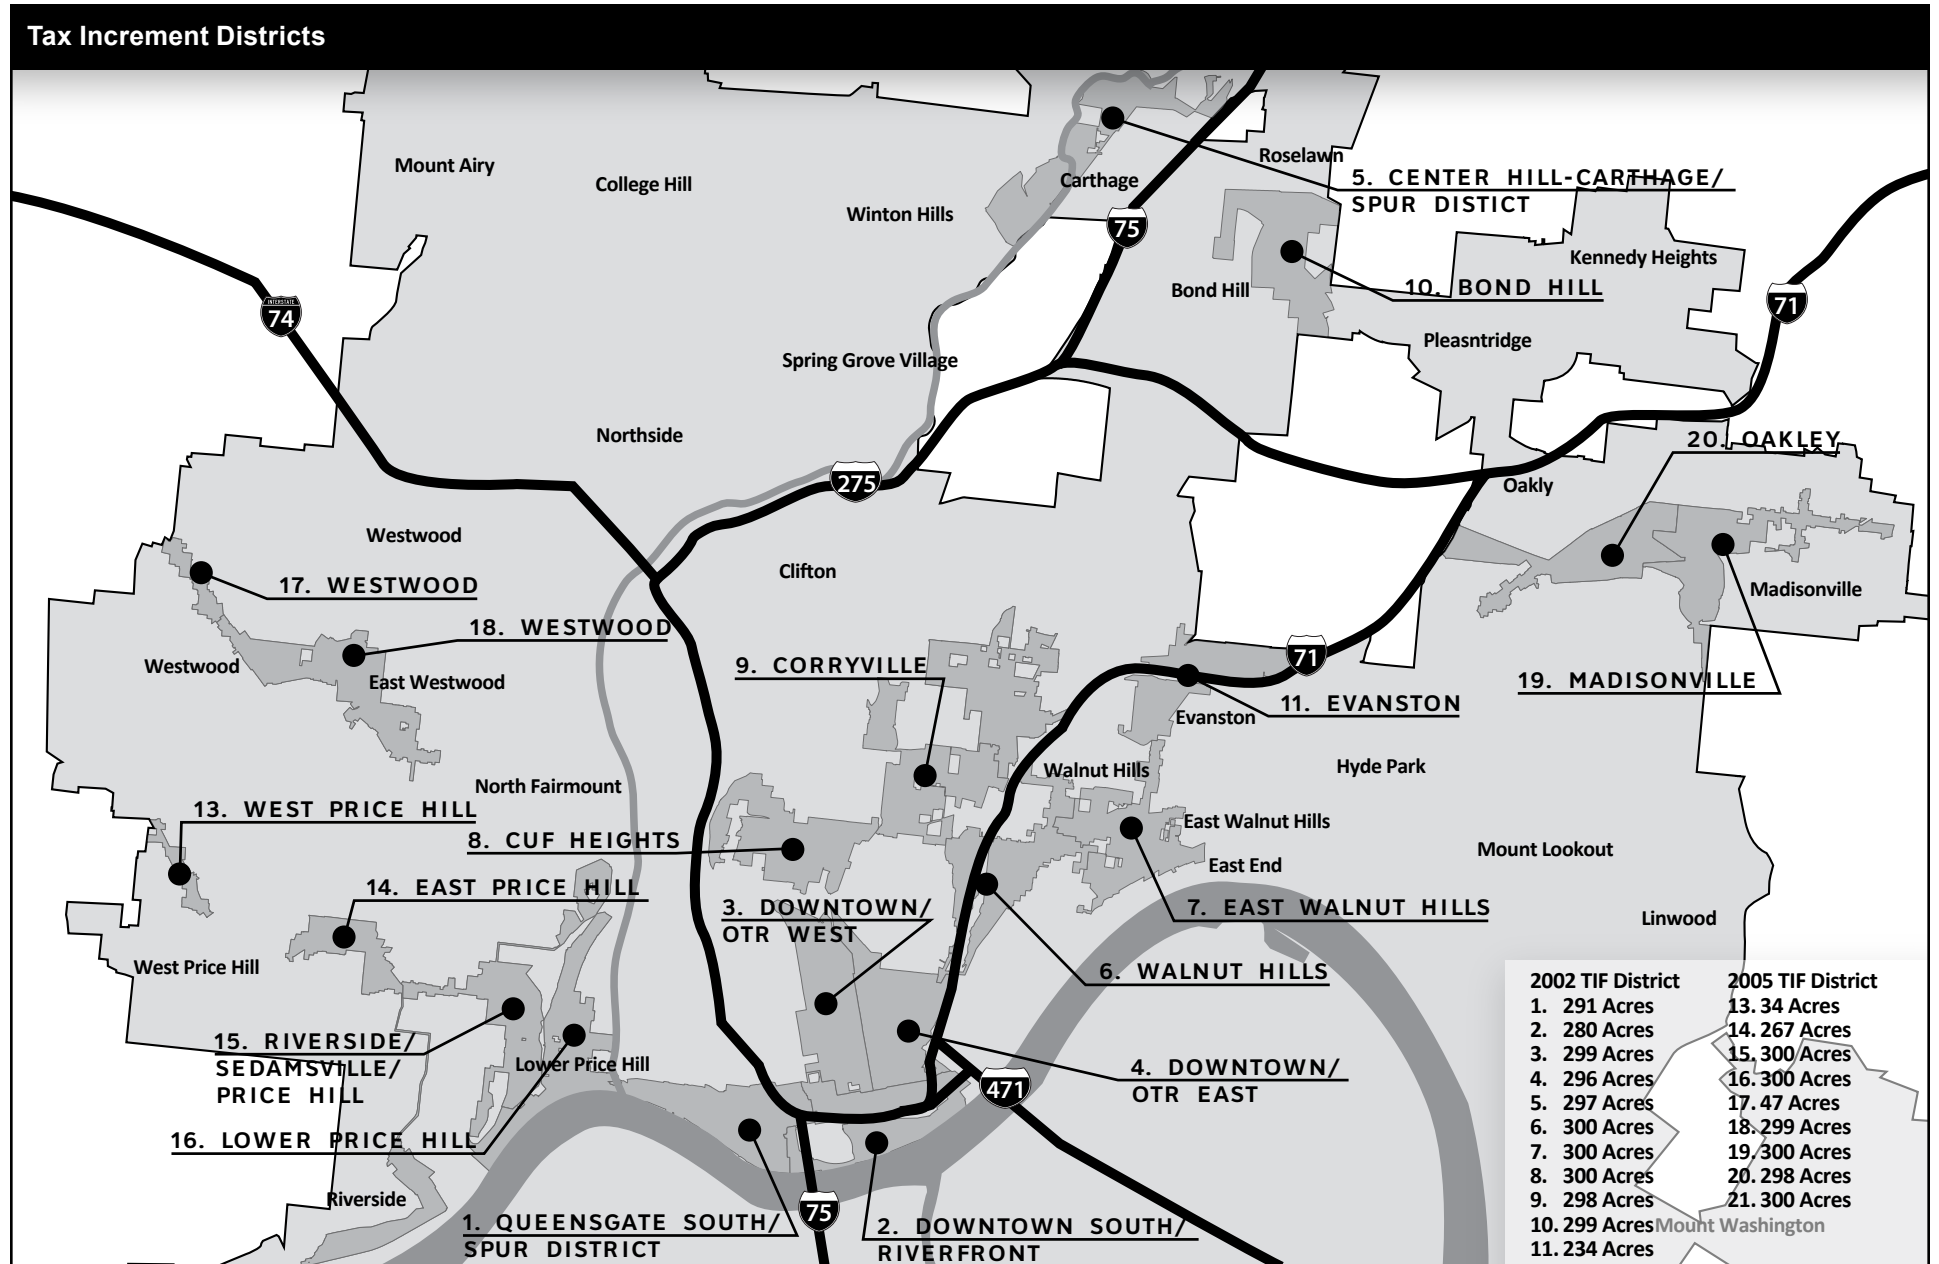 Tax Increment Districts
Mount Airy
College Hill
Winton Hills
Carthage
Roselawn
5. CENTER HILL-CARTHAGE/
SPUR DISTICT
75
Kennedy Heights
Bond Hill
10. BOND HILL
INTERSTATE
74
71
Pleasntridge
Spring Grove Village
Northside
20. OAKLEY
275
Oakly
Westwood
Clifton
17. WESTWOOD
Madisonville
18. WESTWOOD
Westwood
East Westwood
9. CORRYVILLE
71
19. MADISONVILLE
11. EVANSTON
Evanston
Hyde Park
Walnut Hills
North Fairmount
13. WEST PRICE HILL
8. CUF HEIGHTS
East Walnut Hills
Mount Lookout
East End
14. EAST PRICE HILL
3. DOWNTOWN/
OTR WEST
7. EAST WALNUT HILLS
Linwood
West Price Hill
6. WALNUT HILLS
15. RIVERSIDE/
SEDAMSVILLE/
PRICE HILL
Lower Price Hill
4. DOWNTOWN/
OTR EAST
471
16. LOWER PRICE HILL
Riverside
75
1. QUEENSGATE SOUTH/
SPUR DISTRICT
2. DOWNTOWN SOUTH/
RIVERFRONT
2002 TIF District
1. 291 Acres
2. 280 Acres
3. 299 Acres
4. 296 Acres
5. 297 Acres
6. 300 Acres
7. 300 Acres
8. 300 Acres
9. 298 Acres
10. 299 Acres
11. 234 Acres
2005 TIF District
13. 34 Acres
14. 267 Acres
15. 300 Acres
16. 300 Acres
17. 47 Acres
18. 299 Acres
19. 300 Acres
20. 298 Acres
21. 300 Acres
Mount Washington